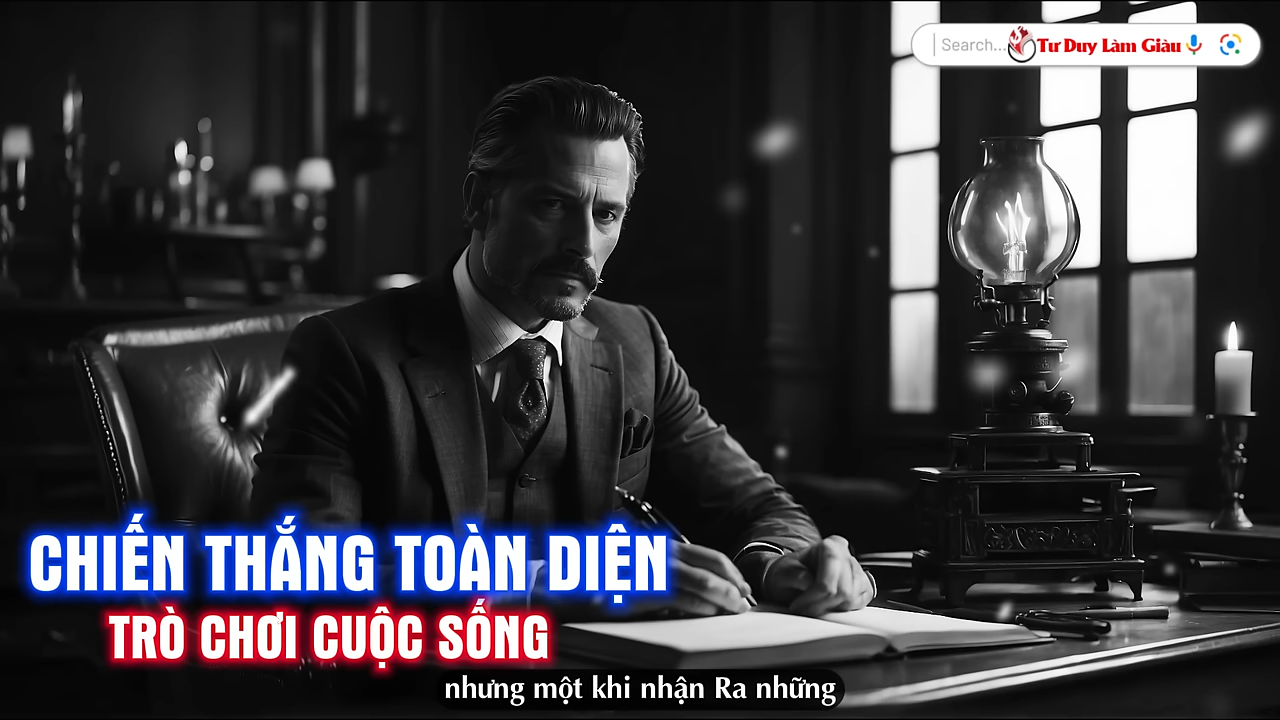 Search... Tư Duy Làm Giàu
CHIẾN THẮNG TOÀN DIỆN
TRÒ CHƠI CUỘC SỐNG
nhưng một khi nhận Ra những